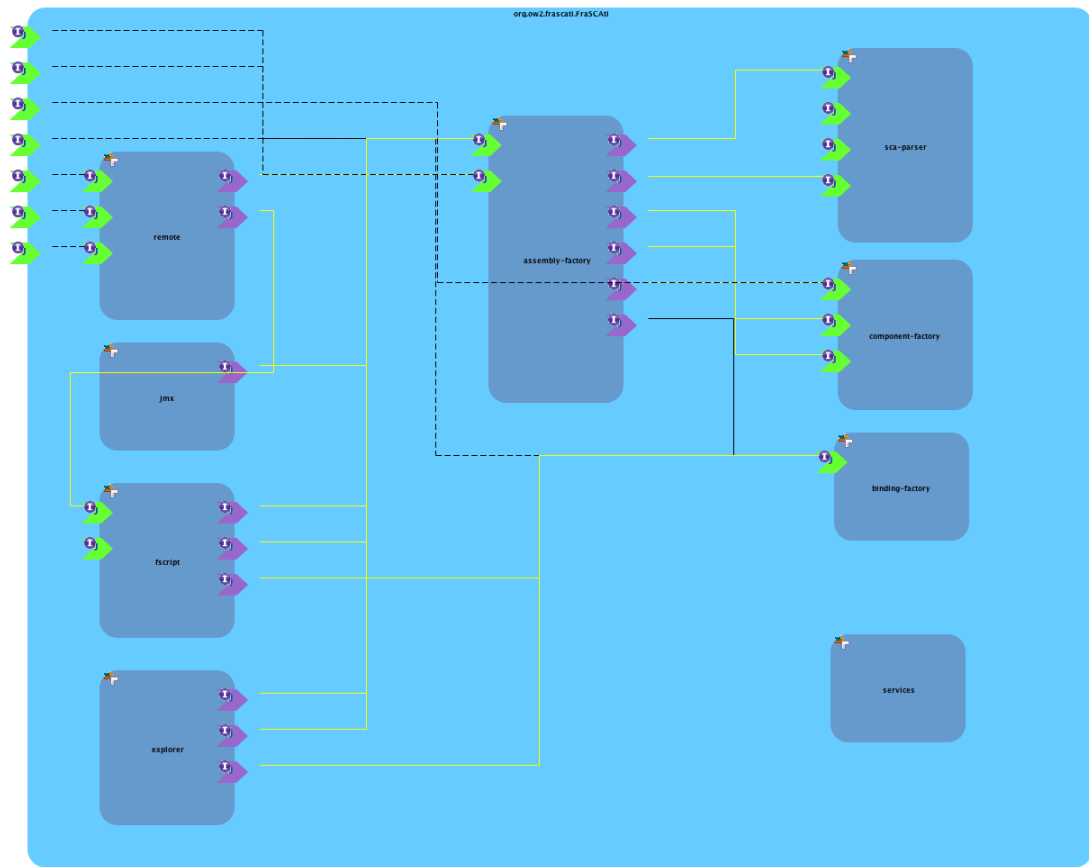 org.ow2.frascati.FraSCAti
sca-parser
remote
assembly-factory
component-factory
jmx
binding-factory
fscript
services
explorer